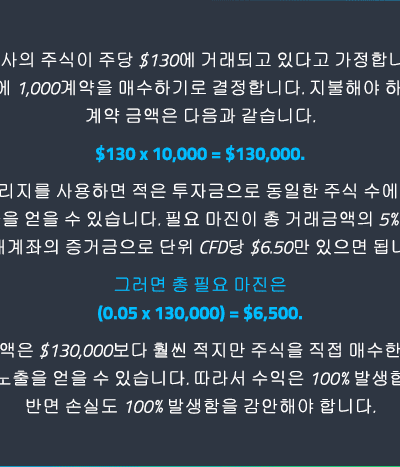 사의 주식이 주당 $130에 거래되고 있다고 가정합니
에 1,000계약을 매수하기로 결정합니다. 지불해야 하
계약 금액은 다음과 같습니다.
$130 x 10,000 = $130,000.
리지를 사용하면 적은 투자금으로 동일한 주식 수에
을 얻을 수 있습니다. 필요 마진이 총 거래금액의 5%
래계좌의 증거금으로 단위 CFD당 $6.50만 있으면 됩니
그러면 총 필요 마진은
(0.05 x 130,000) = $6,500.
액은 $130,000보다 훨씬 적지만 주식을 직접 매수한
노출을 얻을 수 있습니다. 따라서 수익은 100% 발생함
반면 손실도 100% 발생함을 감안해야 합니다.